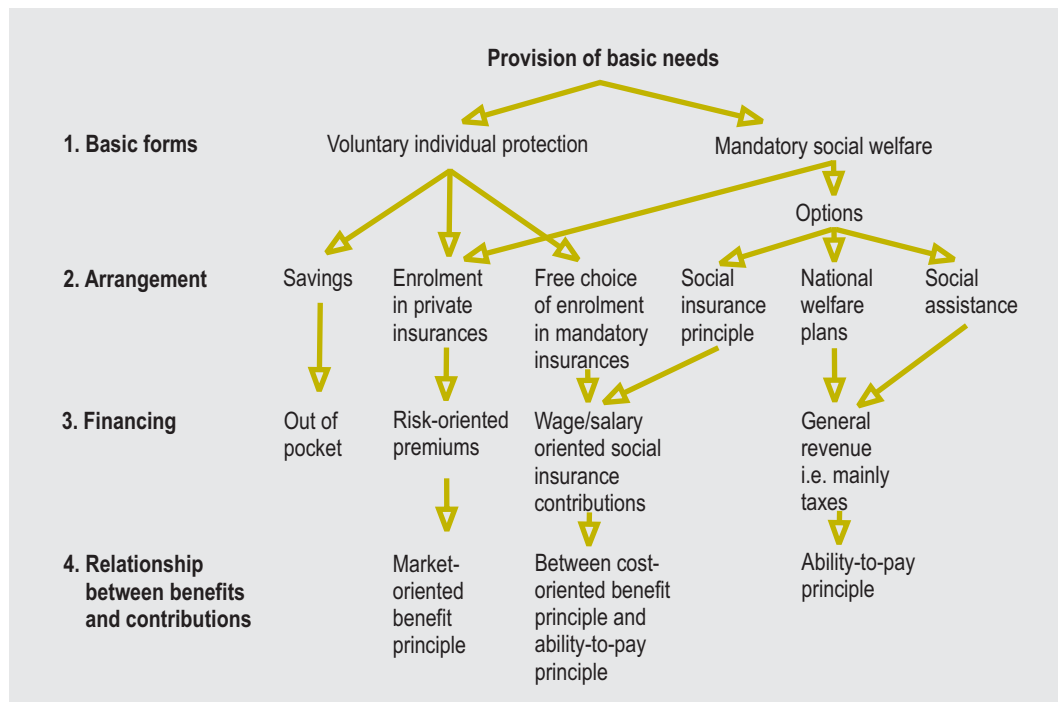 Provision of basic needs
1. Basic forms
Voluntary individual protection
Mandatory social welfare
Options
2. Arrangement
Savings
Enrolment
in private
insurances
Free choice
of enrolment
in mandatory
insurances
Social
insurance
principle
National
welfare
plans
Social
assistance
3. Financing
Out of
pocket
Risk-oriented
premiums
Wage/salary
oriented social
insurance
contributions
General
revenue
i.e. mainly
taxes
4. Relationship
between benefits
and contributions
Market-
oriented
benefit
principle
Between cost-
oriented benefit
principle and
ability-to-pay
principle
Ability-to-pay
principle